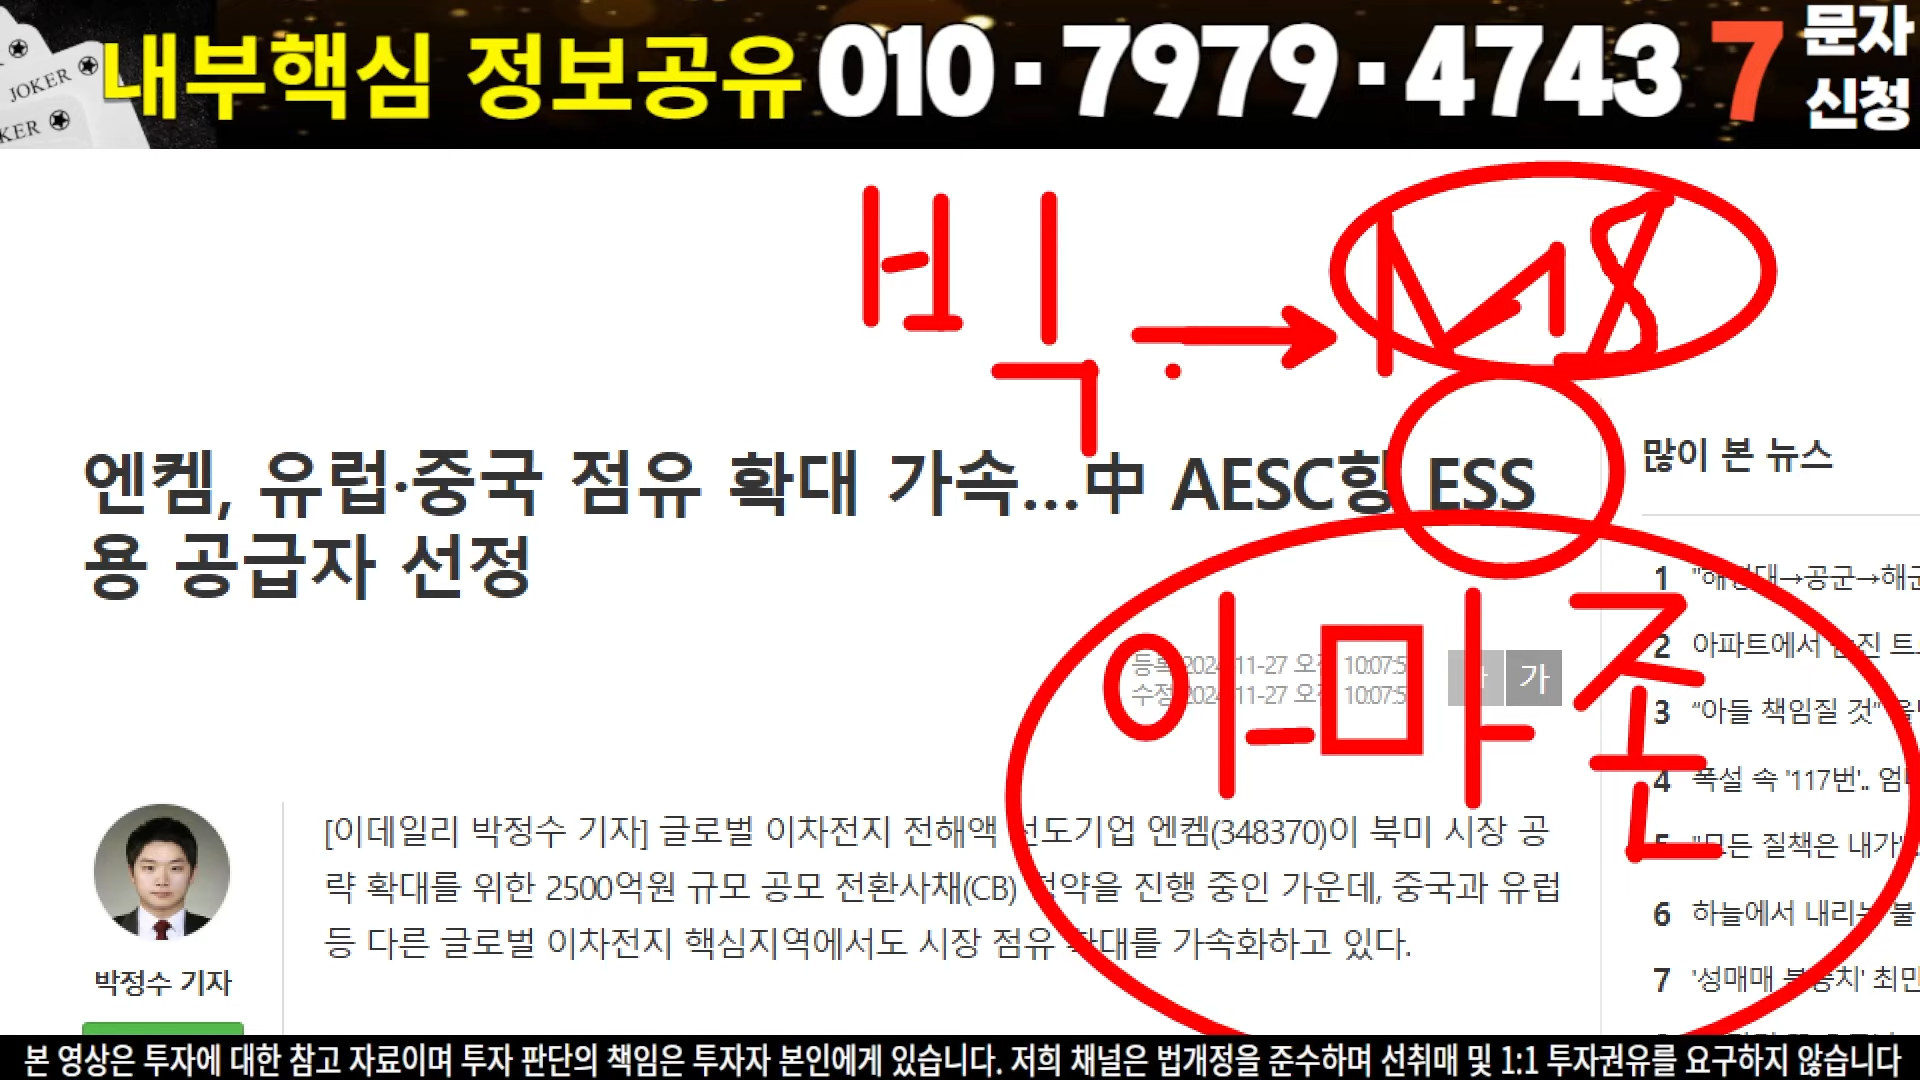 JOKER
내부핵심 정보공유 010·7979·4743 7 문자
신청
빅→MS
엔켐, 유럽·중국 점유 확대 가속...中 AESC향 ESS
용 공급자 선정
많이 본 뉴스
아마존
가
2
아파트에서
3 "아들 책임질 것"
4 폭설 속 '117번'..
"모든 질책은 내가"
6 하늘에서 내리는
7 '성매매
박정수 기자
[이데일리 박정수 기자] 글로벌 이차전지 전해액 선도기업 엔켐(348370)이 북미 시장 공
략 확대를 위한 2500억원 규모 공모 전환사채(CB) 청약을 진행 중인 가운데, 중국과 유럽
등 다른 글로벌 이차전지 핵심지역에서도 시장 점유 확대를 가속화하고 있다.
본 영상은 투자에 대한 참고 자료이며 투자 판단의 책임은 투자자 본인에게 있습니다. 저희 채널은 법개정을 준수하며 선취매 및 1:1 투자권유를 요구하지 않습니다